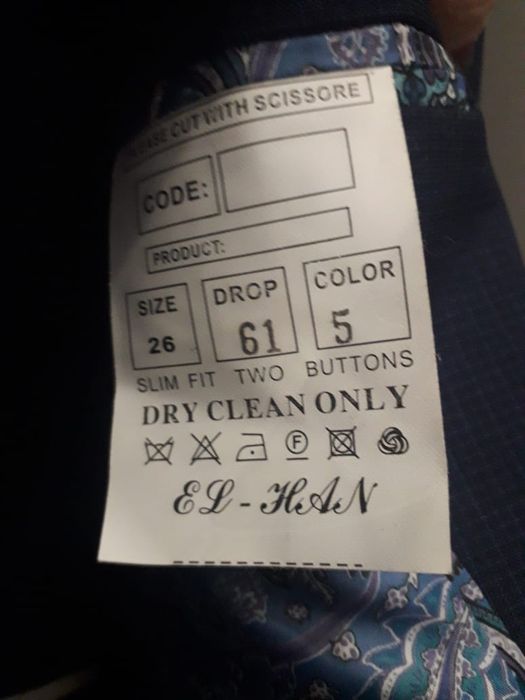 PLEASE CUT WITH SCISSORE
CODE:
PRODUCT:
SIZE DROP COLOR
26 61 5
SLIM FIT TWO BUTTONS
DRY CLEAN ONLY
F
EL-HAN